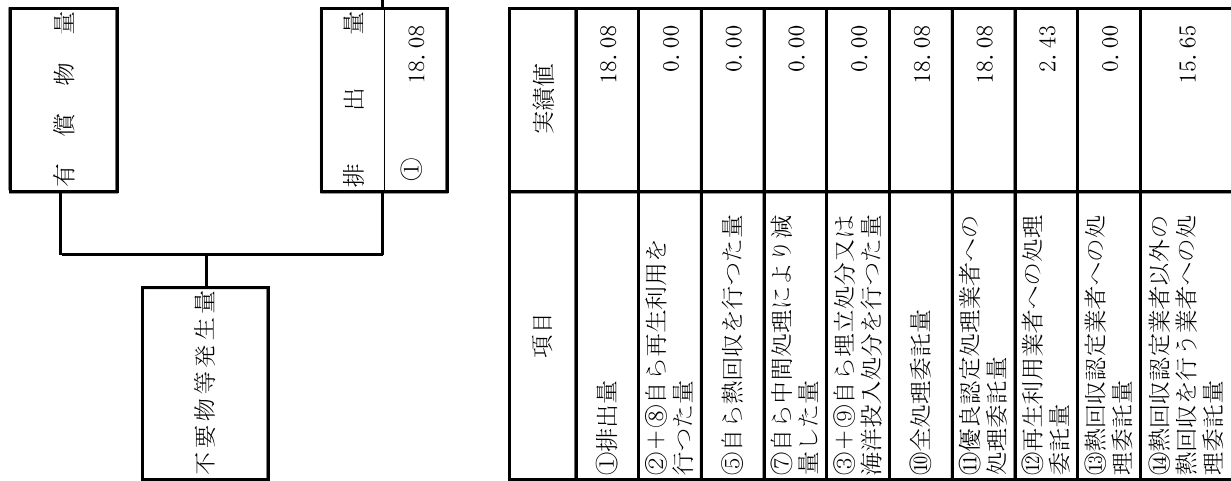 有償物量
不要物等発生量
排出量
① 18.08
項目 実績値
①排出量 18.08
②+⑧自ら再生利用を
行つた量 0.00
⑤自ら熱回収を行つた量 0.00
⑦自ら中間処理により減
量した量 0.00
③+⑨自ら埋立処分又は
海洋投入処分を行つた量 0.00
⑩全処理委託量 18.08
⑪優良認定処理業者への
処理委託量 18.08
⑫再生利用業者への処理
委託量 2.43
⑬熱回収認定業者への処
理委託量 0.00
⑭熱回収認定業者以外の
熱回収を行う業者への処
理委託量 15.65